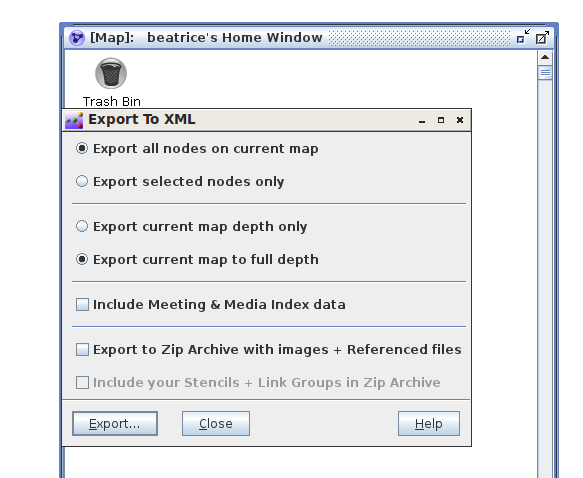 [Map]: beatrice's Home Window
Trash Bin
Export To XML
Export all nodes on current map
Export selected nodes only
Export current map depth only
Export current map to full depth
Include Meeting & Media Index data
Export to Zip Archive with images + Referenced files
Include your Stencils + Link Groups in Zip Archive
Export... Close Help